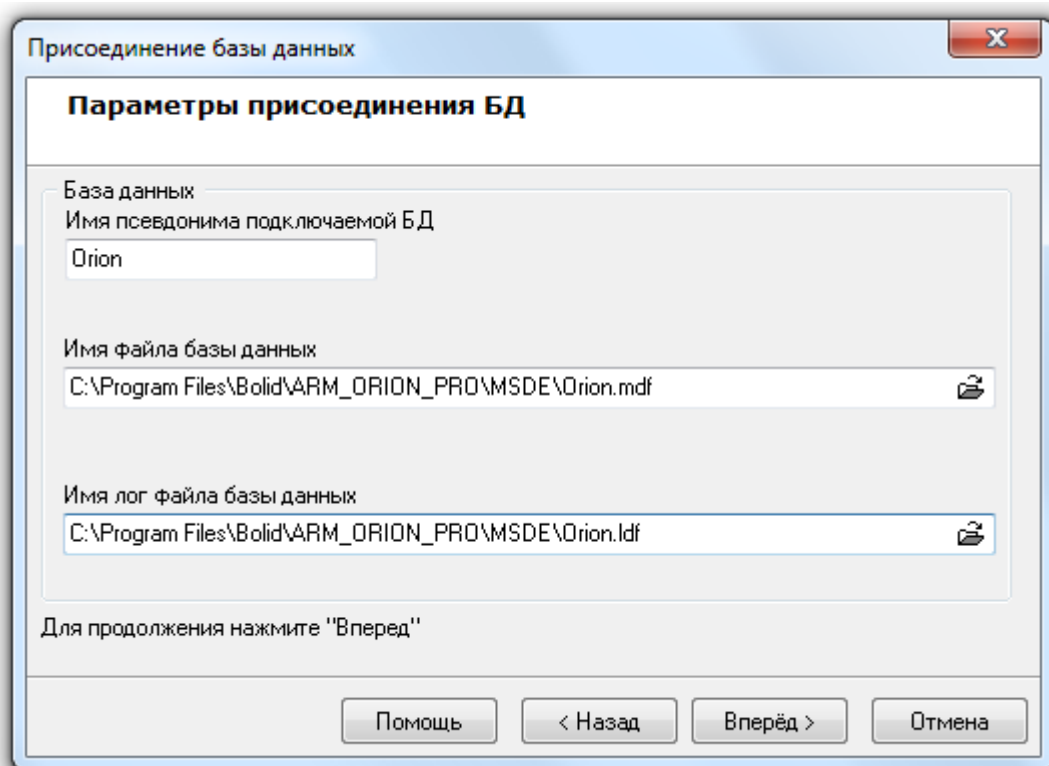 Присоединение базы данных
Параметры присоединения БД
База данных
Имя псевдонима подключаемой БД
Orion
Имя файла базы данных
C:\Program Files\Bolid\ARM_ORION_PRO\MSDE\Orion.mdf
Имя лог файла базы данных
C:\Program Files\Bolid\ARM_ORION_PRO\MSDE\Orion.ldf
Для продолжения нажмите "Вперед"
Помощь
< Назад
Вперёд >
Отмена